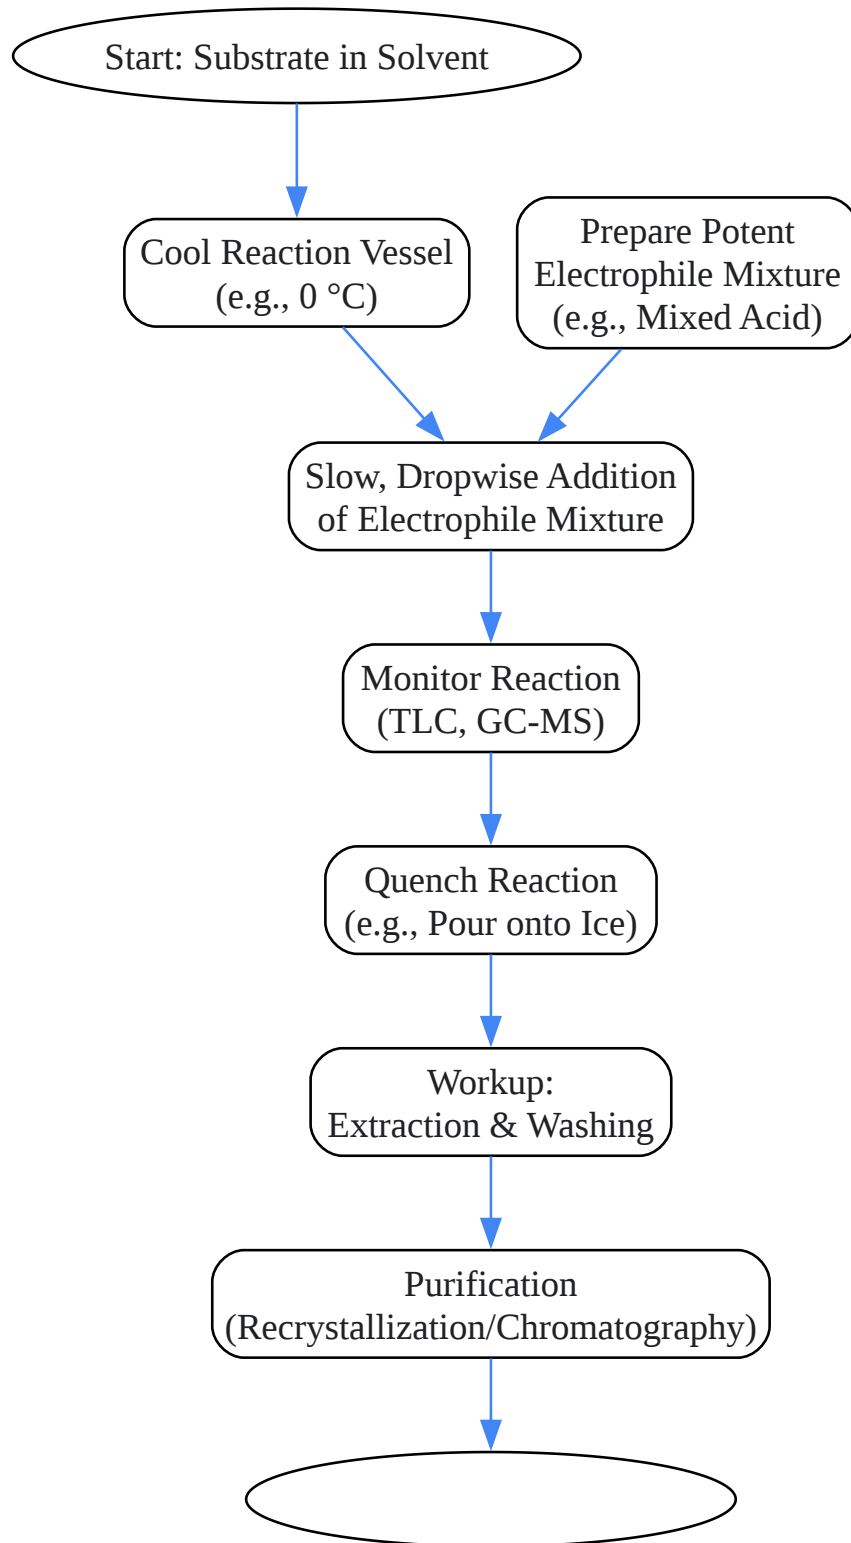 Start: Substrate in Solvent
Cool Reaction Vessel
(e.g., 0 °C)
Prepare Potent
Electrophile Mixture
(e.g., Mixed Acid)
Slow, Dropwise Addition
of Electrophile Mixture
Monitor Reaction
(TLC, GC-MS)
Quench Reaction
(e.g., Pour onto Ice)
Workup:
Extraction & Washing
Purification
(Recrystallization/Chromatography)